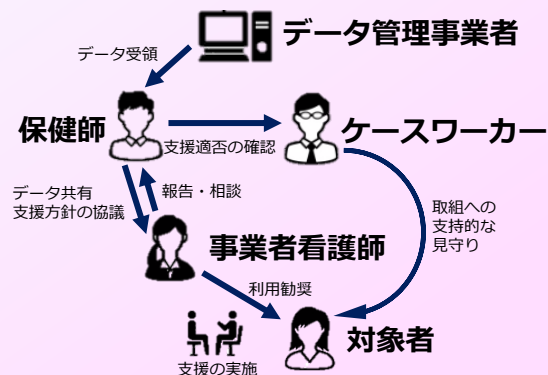 データ管理事業者
データ受領
保健師
ケースワーカー
支援適否の確認
データ共有
支援方針の協議
報告・相談
取組への
支持的な
見守り
事業者看護師
利用勧奨
対象者
支援の実施